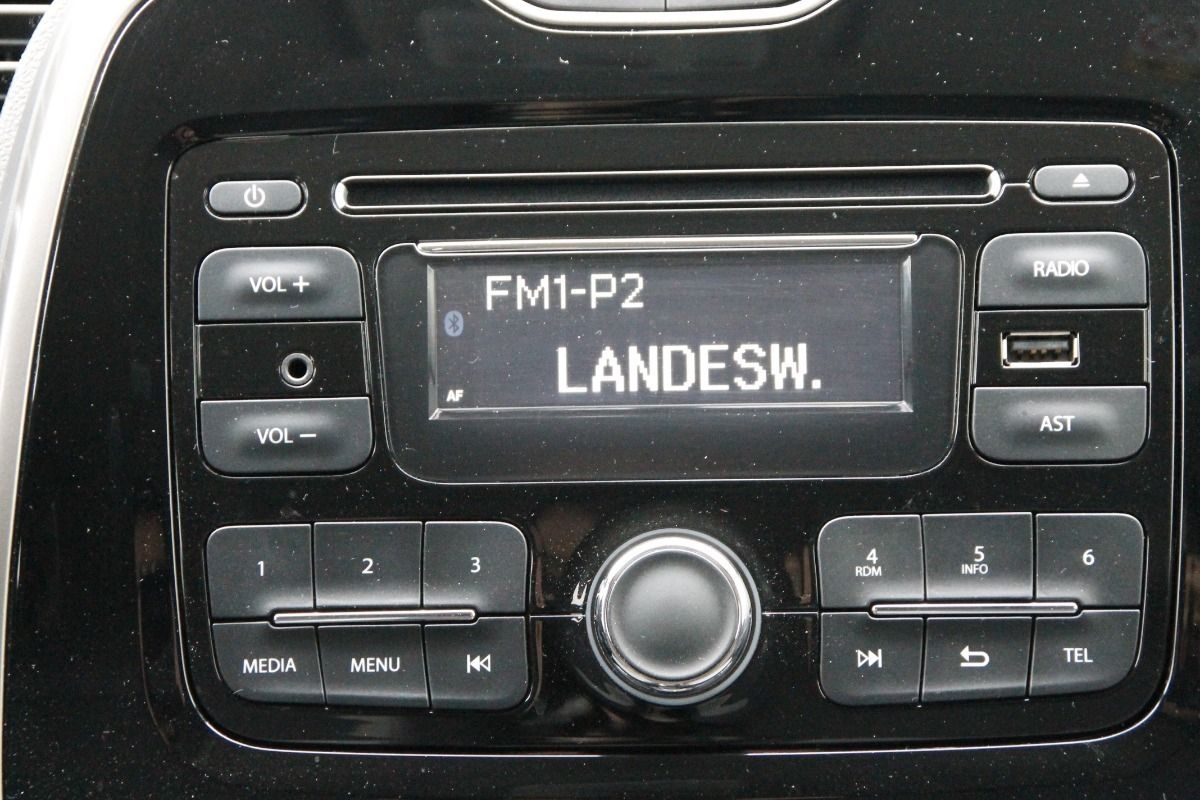 FM1-P2
LANDESW.
AF
VOL +
VOL −
RADIO
AST
1
2
3
4
RDM
5
INFO
6
MEDIA
MENU
TEL